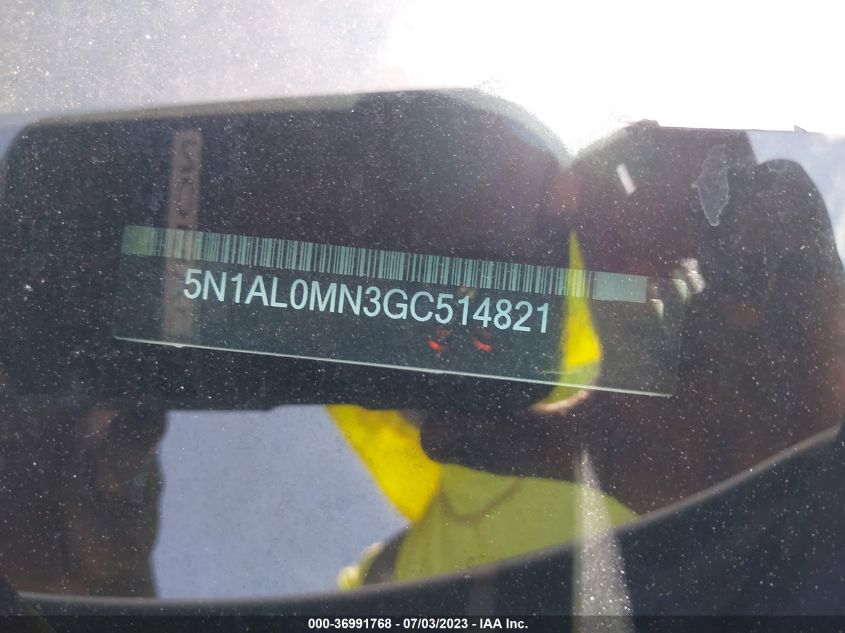 5N1AL0MN3GC514821
000-36991768 | 07/03/2023 - IAA Inc.